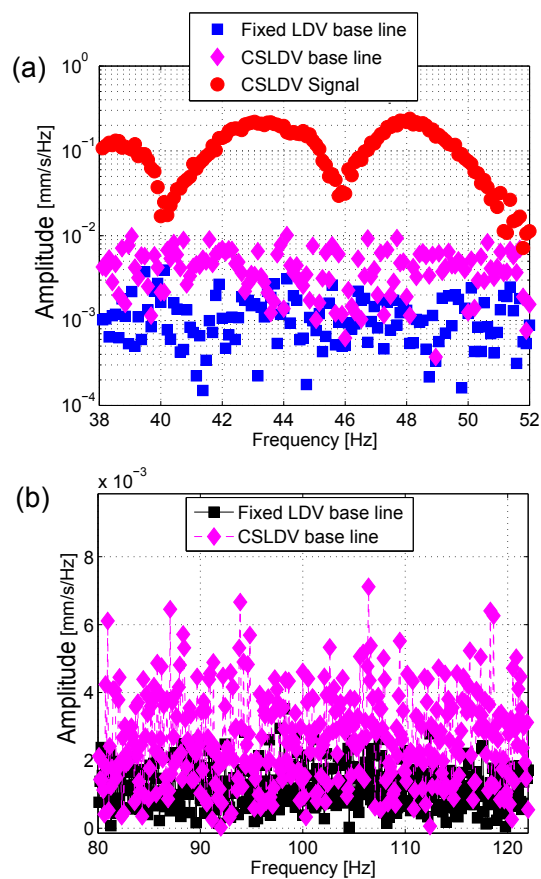 (a)
Fixed LDV base line
CSLDV base line
CSLDV Signal
Amplitude [mm/s/Hz]
10^0
10^−1
10^−2
10^−3
10^−4
38 40 42 44 46 48 50 52
Frequency [Hz]
(b)
x 10^−3
Fixed LDV base line
CSLDV base line
Amplitude [mm/s/Hz]
8
6
4
2
0
80 90 100 110 120
Frequency [Hz]